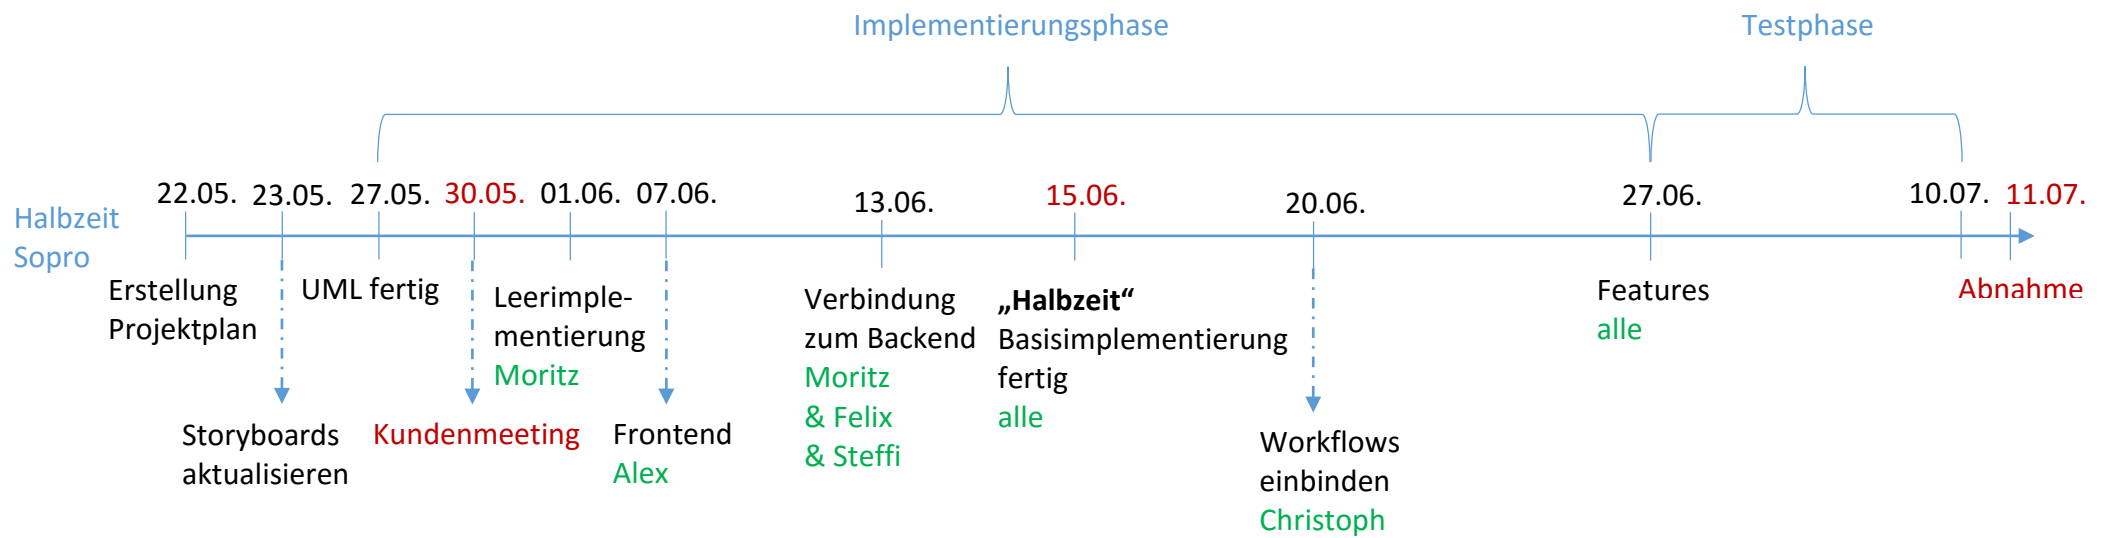 Implementierungsphase
Testphase
22.05.
23.05.
27.05.
30.05.
01.06.
07.06.
13.06.
15.06.
20.06.
27.06.
10.07.
11.07.
Halbzeit
Sopro
Erstellung
Projektplan
Storyboards
aktualisieren
UML fertig
Kundenmeeting
Leerimple-
mentierung
Moritz
Frontend
Alex
Verbindung
zum Backend
Moritz
& Felix
& Steffi
„Halbzeit“
Basisimplementierung
fertig
alle
Workflows
einbinden
Christoph
Features
alle
Abnahme